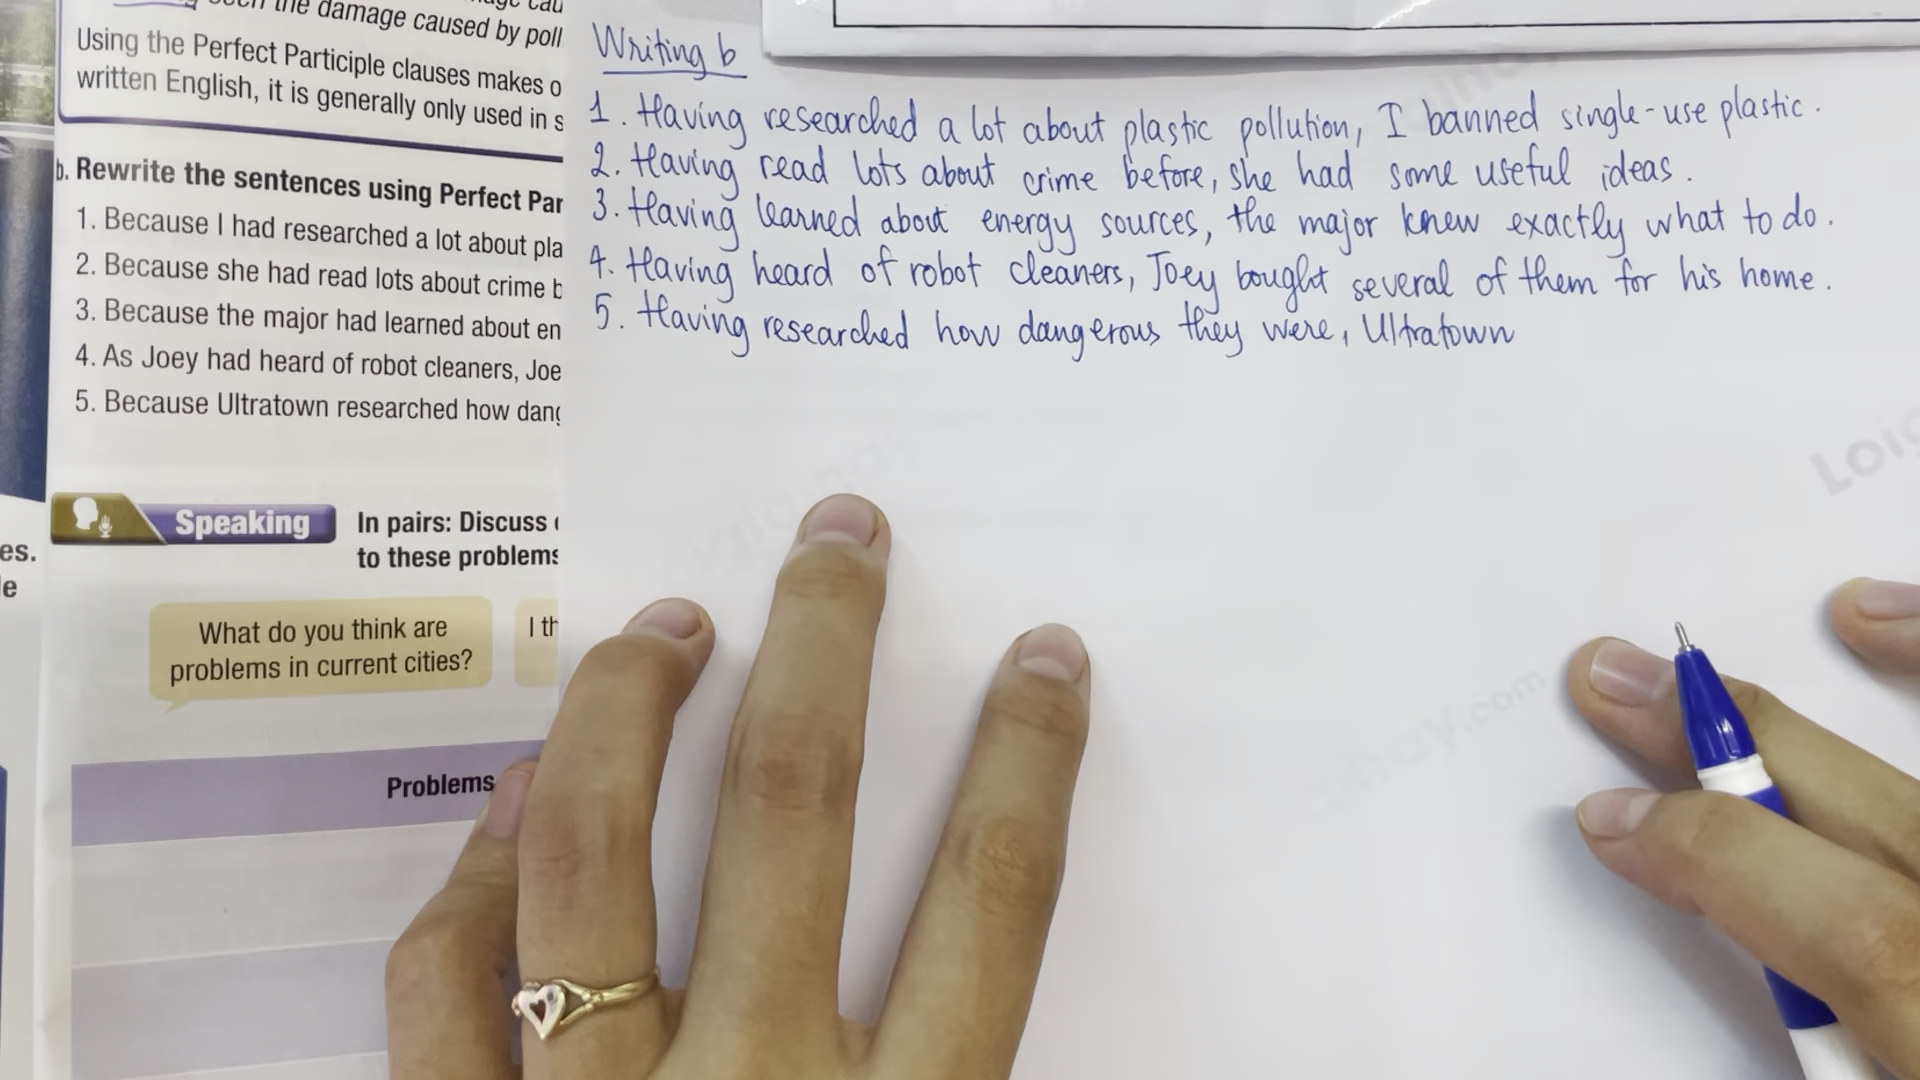 the damage caused by poll
Using the Perfect Participle clauses makes o
written English, it is generally only used in s
b. Rewrite the sentences using Perfect Par
1. Because I had researched a lot about pla
2. Because she had read lots about crime b
3. Because the major had learned about en
4. As Joey had heard of robot cleaners, Joe
5. Because Ultratown researched how dang
Speaking
In pairs: Discuss
to these problems
es.
le
What do you think are
problems in current cities?
I th
Problems
Writing b
1. Having researched a lot about plastic pollution, I banned single-use plastic.
2. Having read lots about crime before, she had some useful ideas.
3. Having learned about energy sources, the major knew exactly what to do.
4. Having heard of robot cleaners, Joey bought several of them for his home.
5. Having researched how dangerous they were, Ultratown